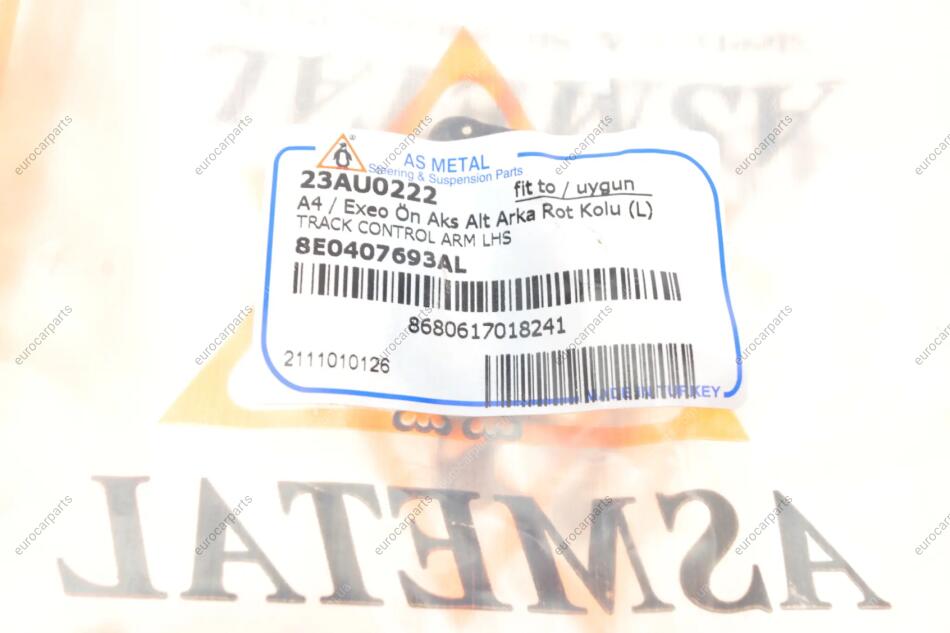 AS METAL
Steering & Suspension Parts
23AU0222
fit to / uygun
A4 / Exeo Ön Aks Alt Arka Rot Kolu (L)
TRACK CONTROL ARM LHS
8E0407693AL
8680617018241
2111010126
MADE IN TURKEY
ASMETAL
eurocarparts